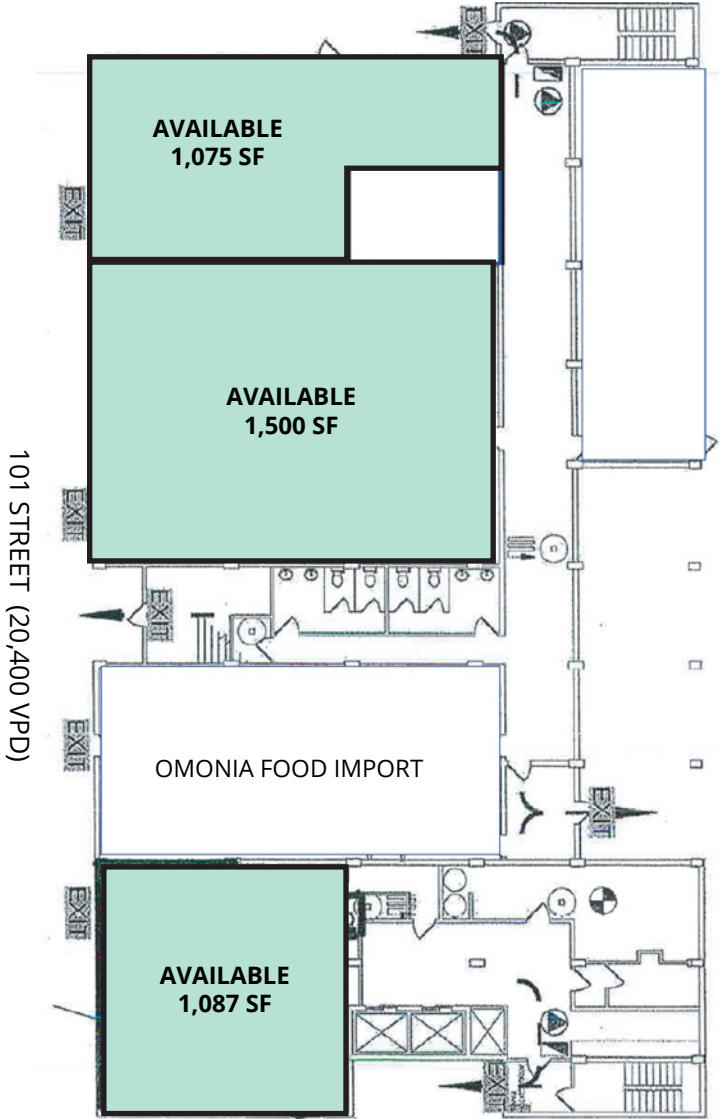 EXIT
AVAILABLE
1,075 SF
EXIT
AVAILABLE
1,500 SF
EXIT
101 STREET (20,400 VPD)
EXIT
EXIT
OMONIA FOOD IMPORT
EXIT
EXIT
AVAILABLE
1,087 SF
EXIT